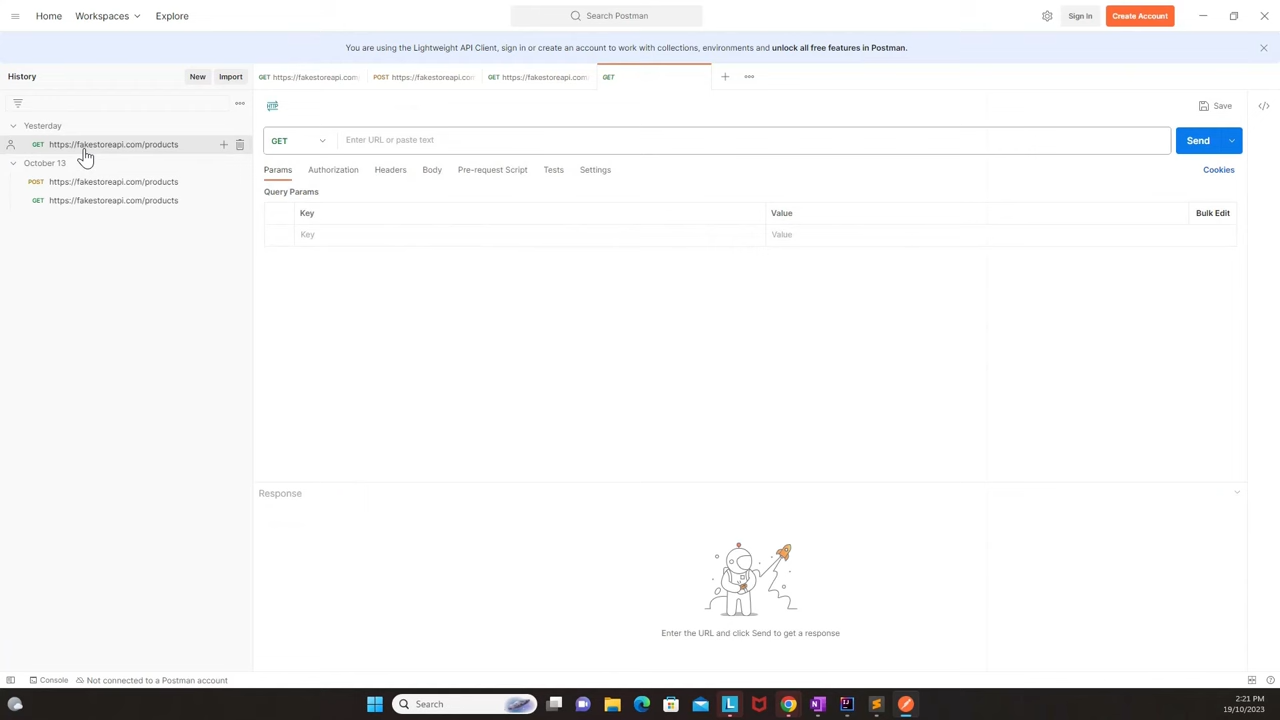 Home Workspaces Explore Search Postman Sign In Create Account
You are using the Lightweight API Client, sign in or create an account to work with collections, environments and unlock all free features in Postman.
History New Import GET https://fakestoreapi.com POST https://fakestoreapi.com GET https://fakestoreapi.com GET
HTTP Save
Yesterday
GET https://fakestoreapi.com/products
October 13
POST https://fakestoreapi.com/products
GET https://fakestoreapi.com/products
GET Enter URL or paste text Send
Params Authorization Headers Body Pre-request Script Tests Settings Cookies
Query Params
Key Value Bulk Edit
Key Value
Response
Enter the URL and click Send to get a response
Console Not connected to a Postman account
Search
2:21 PM
19/10/2023